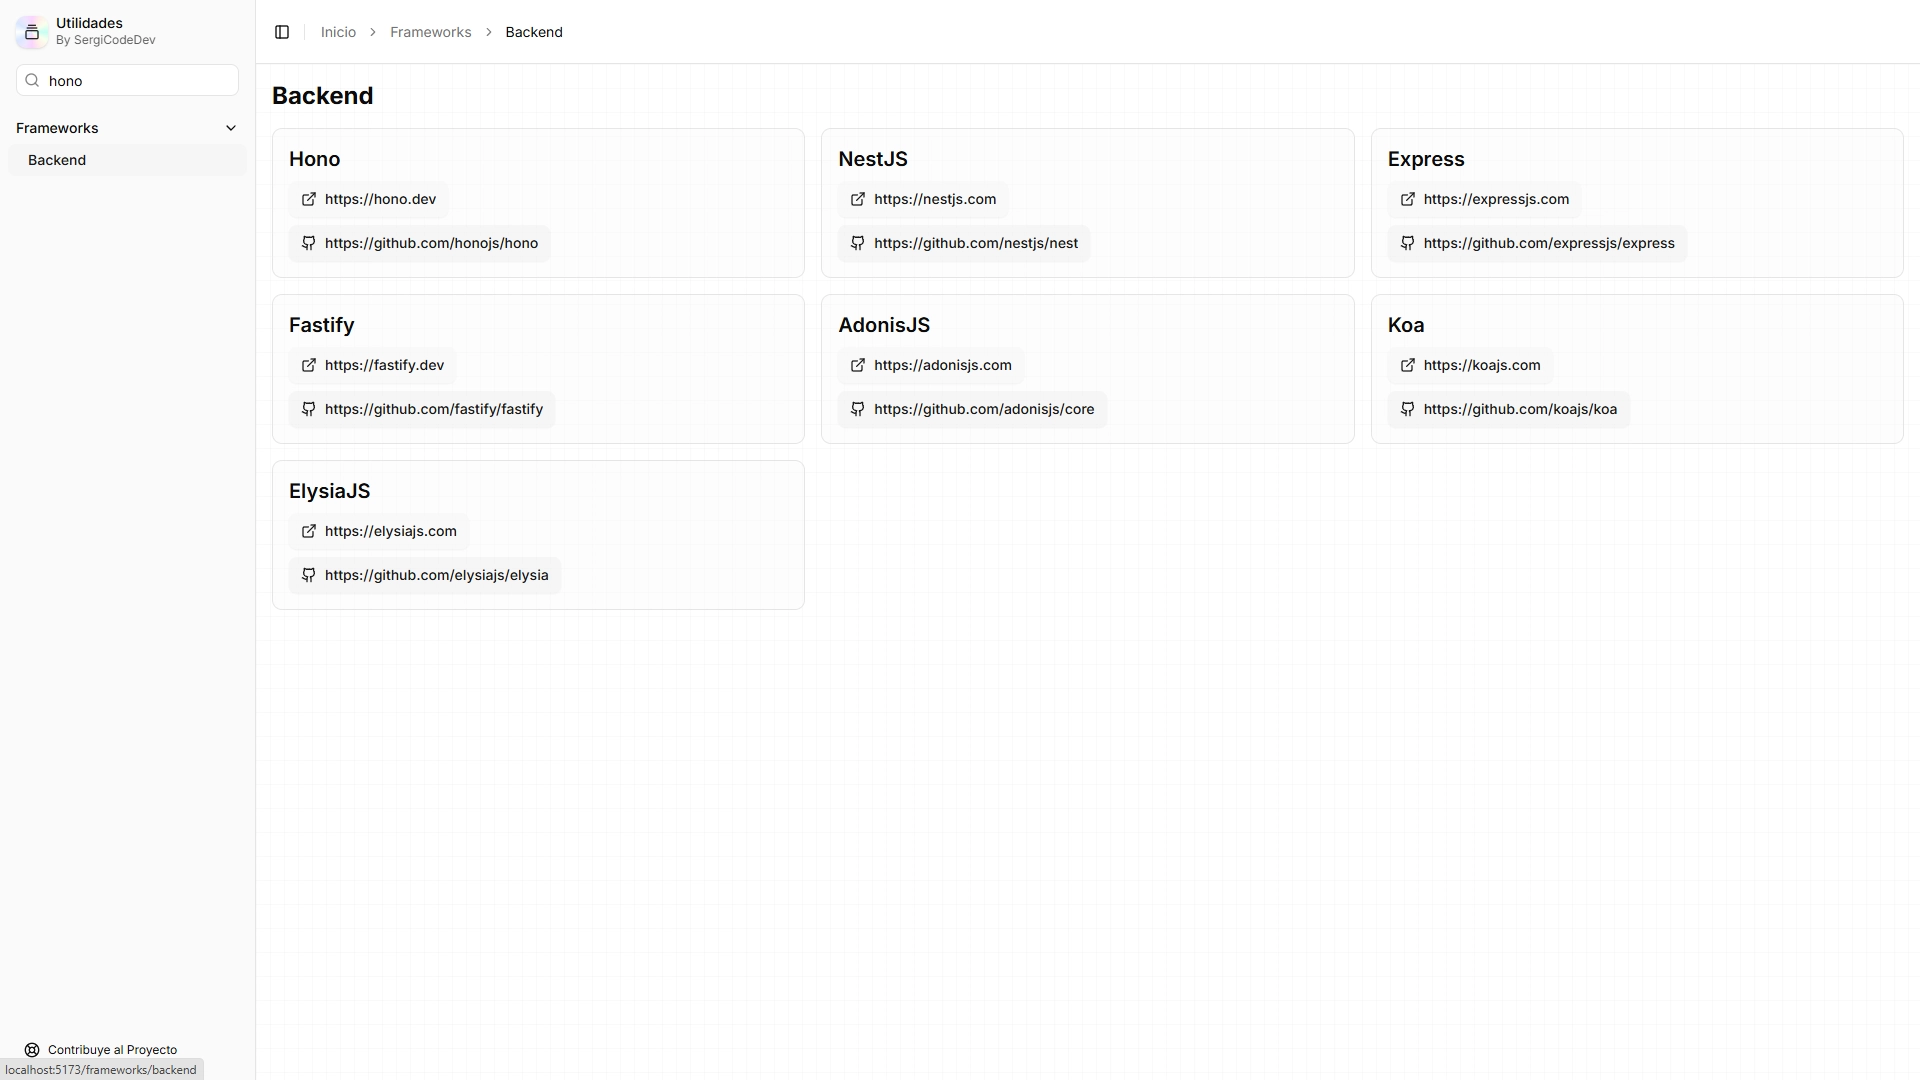 Utilidades
By SergiCodeDev
hono
Frameworks
Backend
Contribuye al Proyecto
localhost:5173/frameworks/backend
Inicio > Frameworks > Backend
Backend
Hono
https://hono.dev
https://github.com/honojs/hono
NestJS
https://nestjs.com
https://github.com/nestjs/nest
Express
https://expressjs.com
https://github.com/expressjs/express
Fastify
https://fastify.dev
https://github.com/fastify/fastify
AdonisJS
https://adonisjs.com
https://github.com/adonisjs/core
Koa
https://koajs.com
https://github.com/koajs/koa
ElysiaJS
https://elysiajs.com
https://github.com/elysiajs/elysia